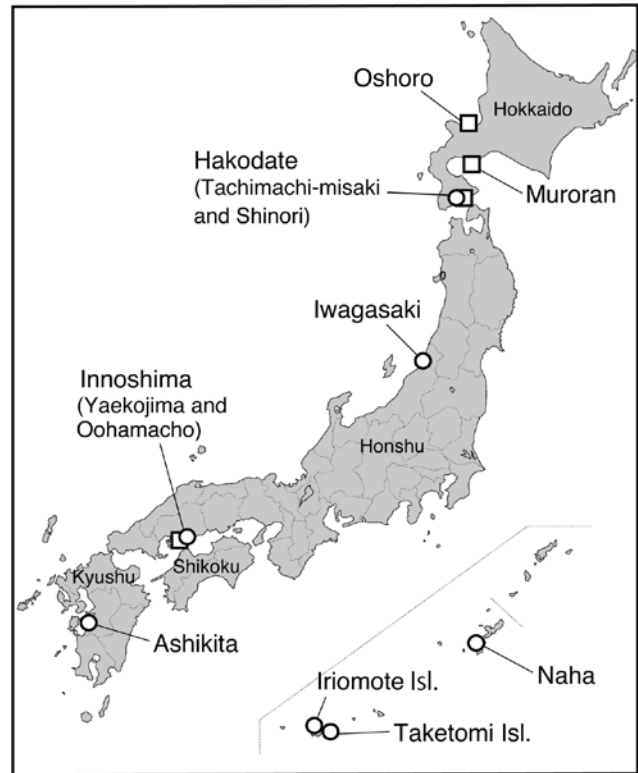 Oshoro
Hokkaido
Hakodate
(Tachimachi-misaki
and Shinori)
Muroran
Iwagasaki
Innoshima
(Yaekojima and
Oohamacho)
Honshu
Kyushu
Shikoku
Ashikita
Naha
Iriomote Isl.
Taketomi Isl.